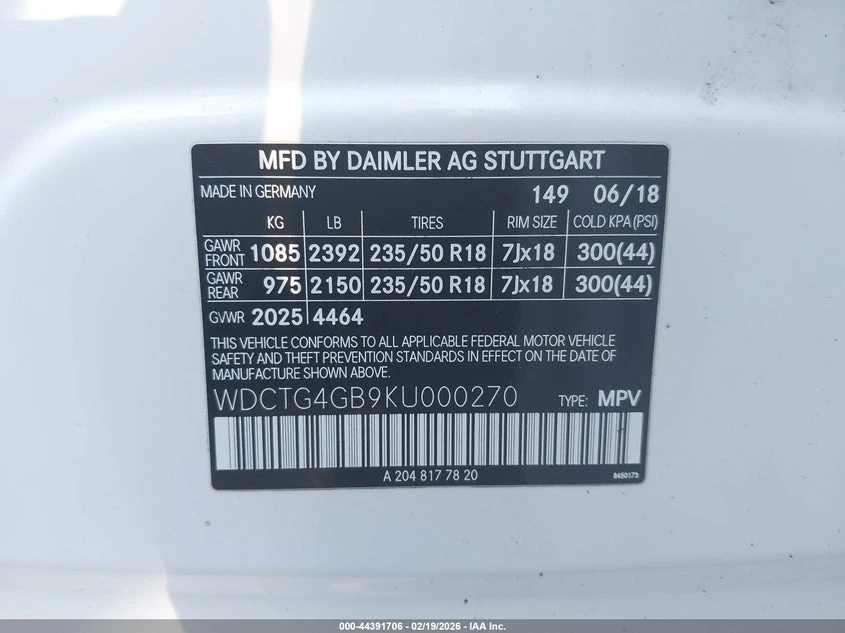 MFD BY DAIMLER AG STUTTGART
MADE IN GERMANY 149 06/18
KG LB TIRES RIM SIZE COLD KPA (PSI)
GAWR FRONT 1085 2392 235/50 R18 7Jx18 300(44)
GAWR REAR 975 2150 235/50 R18 7Jx18 300(44)
GVWR 2025 4464
THIS VEHICLE CONFORMS TO ALL APPLICABLE FEDERAL MOTOR VEHICLE
SAFETY AND THEFT PREVENTION STANDARDS IN EFFECT ON THE DATE OF
MANUFACTURE SHOWN ABOVE.
WDCTG4GB9KU000270 TYPE: MPV
A 204 817 78 20 8450173
000-44391706 - 02/19/2026 - IAA Inc.